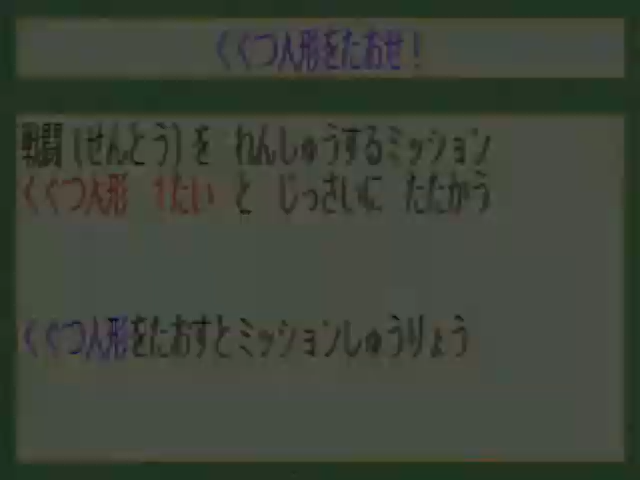 くぐつ人形をたおせ！
戦闘(せんとう)を れんしゅうするミッション
くぐつ人形 1たい と じっさいに たたかう
くぐつ人形をたおすとミッションしゅうりょう